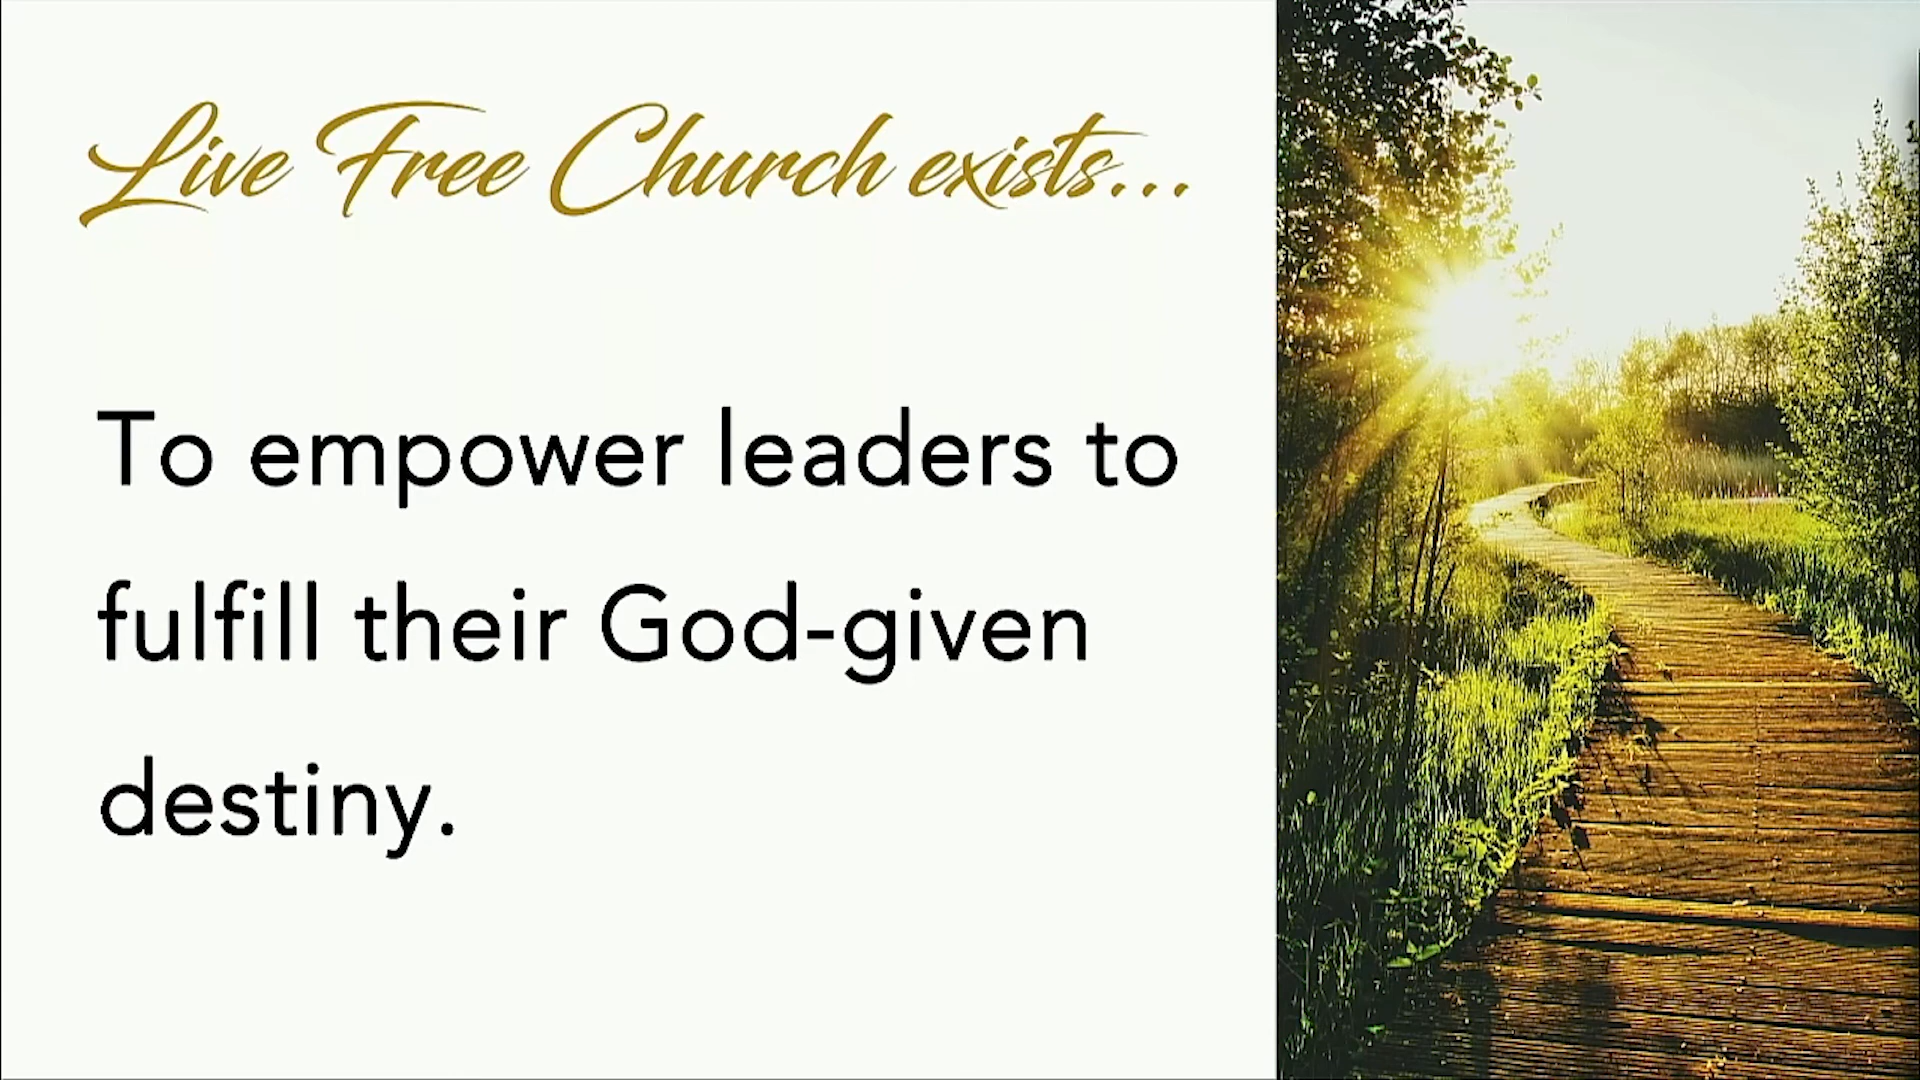 Live Free Church exists...
To empower leaders to
fulfill their God-given
destiny.